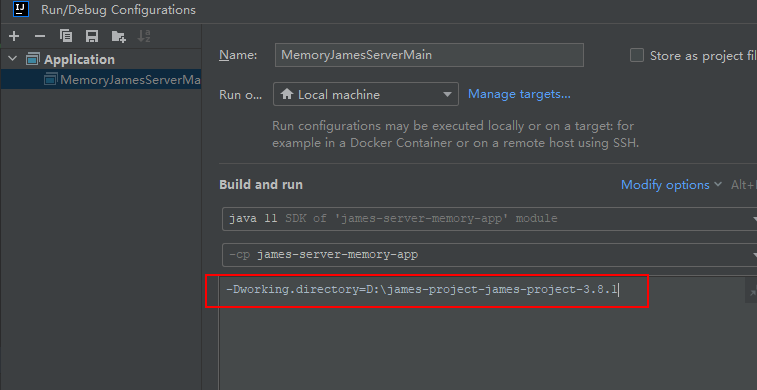 Run/Debug Configurations
Application
MemoryJamesServerMa
Name: MemoryJamesServerMain
Store as project fil
Run o... Local machine Manage targets...
Run configurations may be executed locally or on a target: for
example in a Docker Container or on a remote host using SSH.
Build and run Modify options Alt+
java 11 SDK of 'james-server-memory-app' module
-cp james-server-memory-app
-Dworking.directory=D:\james-project-james-project-3.8.1